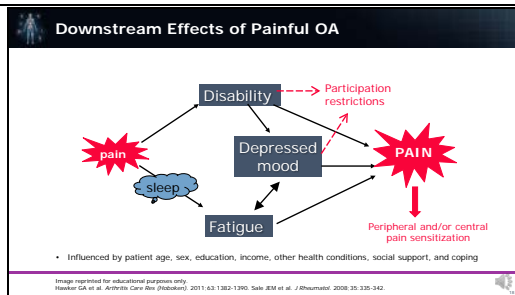 Downstream Effects of Painful OA
Disability
Participation
restrictions
pain
Depressed
mood
PAIN
sleep
Fatigue
Peripheral and/or central
pain sensitization
• Influenced by patient age, sex, education, income, other health conditions, social support, and coping
Image reprinted for educational purposes only.
Hawker GA et al. Arthritis Care Res (Hoboken). 2011;63:1382-1390. Sale JEM et al. J Rheumatol. 2008:35:335-342.